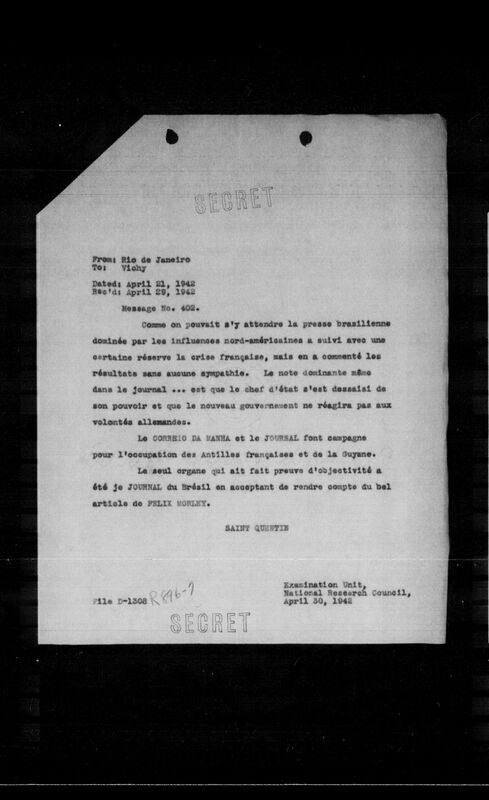 SECRET
From: Rio de Janeiro
To: Vichy
Dated: April 21, 1942
Rec'd: April 29, 1942
Message No. 402.
Comme on pouvait s'y attendre la presse brasilienne
dominée par les influences nord-américaines a suivi avec une
certaine réserve la crise française, mais en a commenté les
résultats sans aucune sympathie. Le note dominante même
dans le journal ... est que le chef d'état s'est dessaisi de
son pouvoir et que le nouveau gouvernement ne réagira pas aux
volontés allemandes.
Le CORREIO DA MANHA et le JOURNAL font campagne
pour l'occupation des Antilles françaises et de la Guyane.
Le seul organe qui ait fait preuve d'objectivité a
été je JOURNAL du Brésil en acceptant de rendre compte du bel
article de FELIX MORLEY.
SAINT QUENTIN
Examination Unit,
National Research Council,
April 30, 1942
File D-1308 R896-7
SECRET